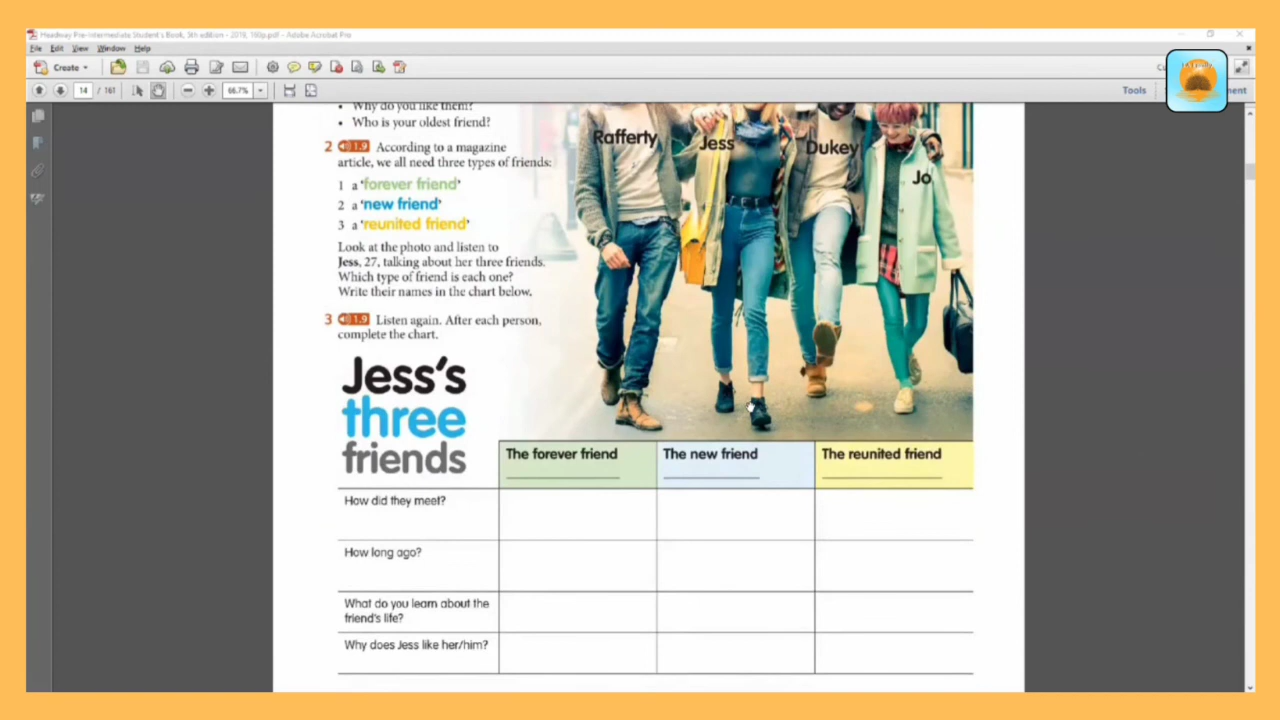 Headway Pre-Intermediate Student's Book, 5th edition - 2019, 160p.pdf - Adobe Acrobat Pro
File Edit View Window Help
Create
14 / 161 66.7% Tools
• Why do you like them?
• Who is your oldest friend?
2 1.9 According to a magazine
article, we all need three types of friends:
1 a 'forever friend'
2 a 'new friend'
3 a 'reunited friend'
Look at the photo and listen to
Jess, 27, talking about her three friends.
Which type of friend is each one?
Write their names in the chart below.
3 1.9 Listen again. After each person,
complete the chart.
Rafferty
Jess
Dukey
Jo
Jess's
three
friends
The forever friend
The new friend
The reunited friend
How did they meet?
How long ago?
What do you learn about the
friend's life?
Why does Jess like her/him?